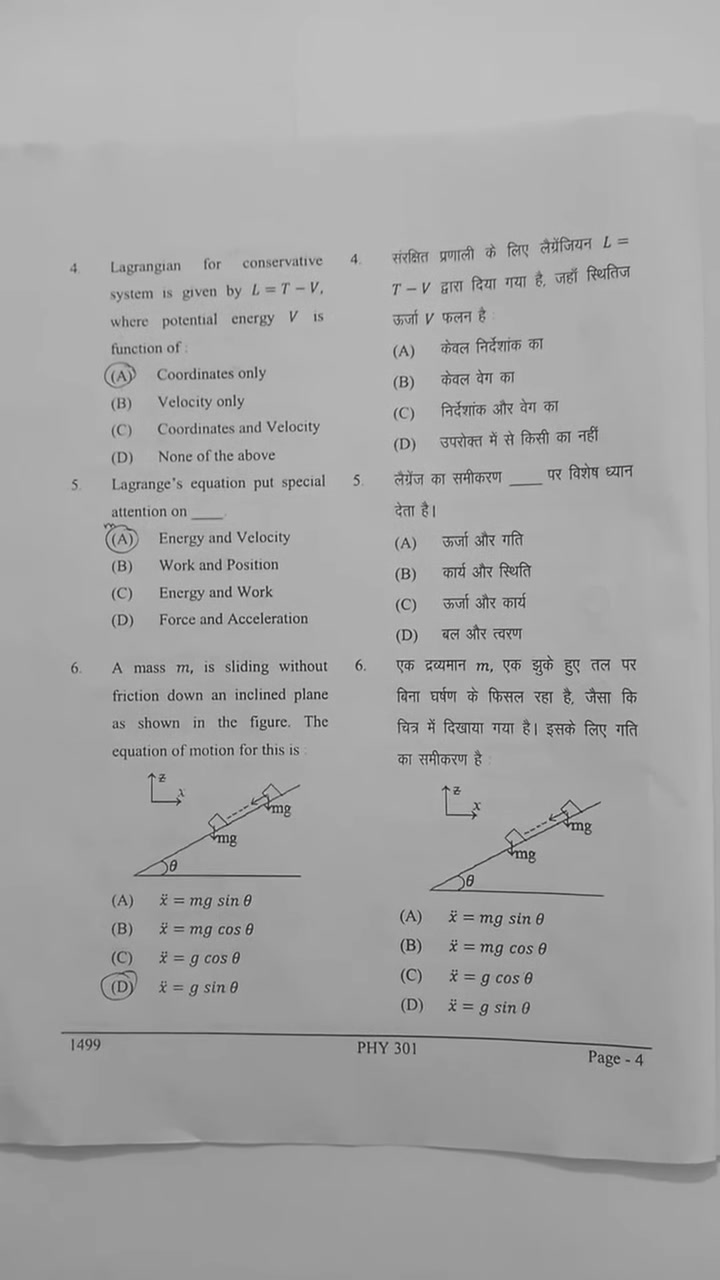 4. Lagrangian for conservative
system is given by L = T − V,
where potential energy V is
function of :
(A) Coordinates only
(B) Velocity only
(C) Coordinates and Velocity
(D) None of the above
5. Lagrange's equation put special
attention on ____
(A) Energy and Velocity
(B) Work and Position
(C) Energy and Work
(D) Force and Acceleration
6. A mass m, is sliding without
friction down an inclined plane
as shown in the figure. The
equation of motion for this is :
z
x
mg
mg
θ
(A) ẍ = mg sin θ
(B) ẍ = mg cos θ
(C) ẍ = g cos θ
(D) ẍ = g sin θ
4. संरक्षित प्रणाली के लिए लैग्रेंजियन L =
T − V द्वारा दिया गया है, जहाँ स्थितिज
ऊर्जा V फलन है :
(A) केवल निर्देशांक का
(B) केवल वेग का
(C) निर्देशांक और वेग का
(D) उपरोक्त में से किसी का नहीं
5. लैग्रेंज का समीकरण ____ पर विशेष ध्यान
देता है।
(A) ऊर्जा और गति
(B) कार्य और स्थिति
(C) ऊर्जा और कार्य
(D) बल और त्वरण
6. एक द्रव्यमान m, एक झुके हुए तल पर
बिना घर्षण के फिसल रहा है, जैसा कि
चित्र में दिखाया गया है। इसके लिए गति
का समीकरण है :
z
x
mg
mg
θ
(A) ẍ = mg sin θ
(B) ẍ = mg cos θ
(C) ẍ = g cos θ
(D) ẍ = g sin θ
1499 PHY 301 Page - 4